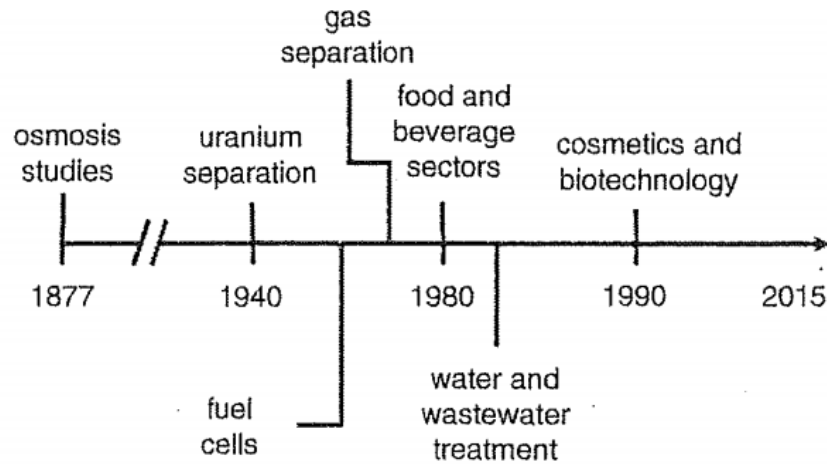 gas
separation
osmosis
studies
uranium
separation
food and
beverage
sectors
cosmetics and
biotechnology
1877
1940
1980
1990
2015
fuel
cells
water and
wastewater
treatment